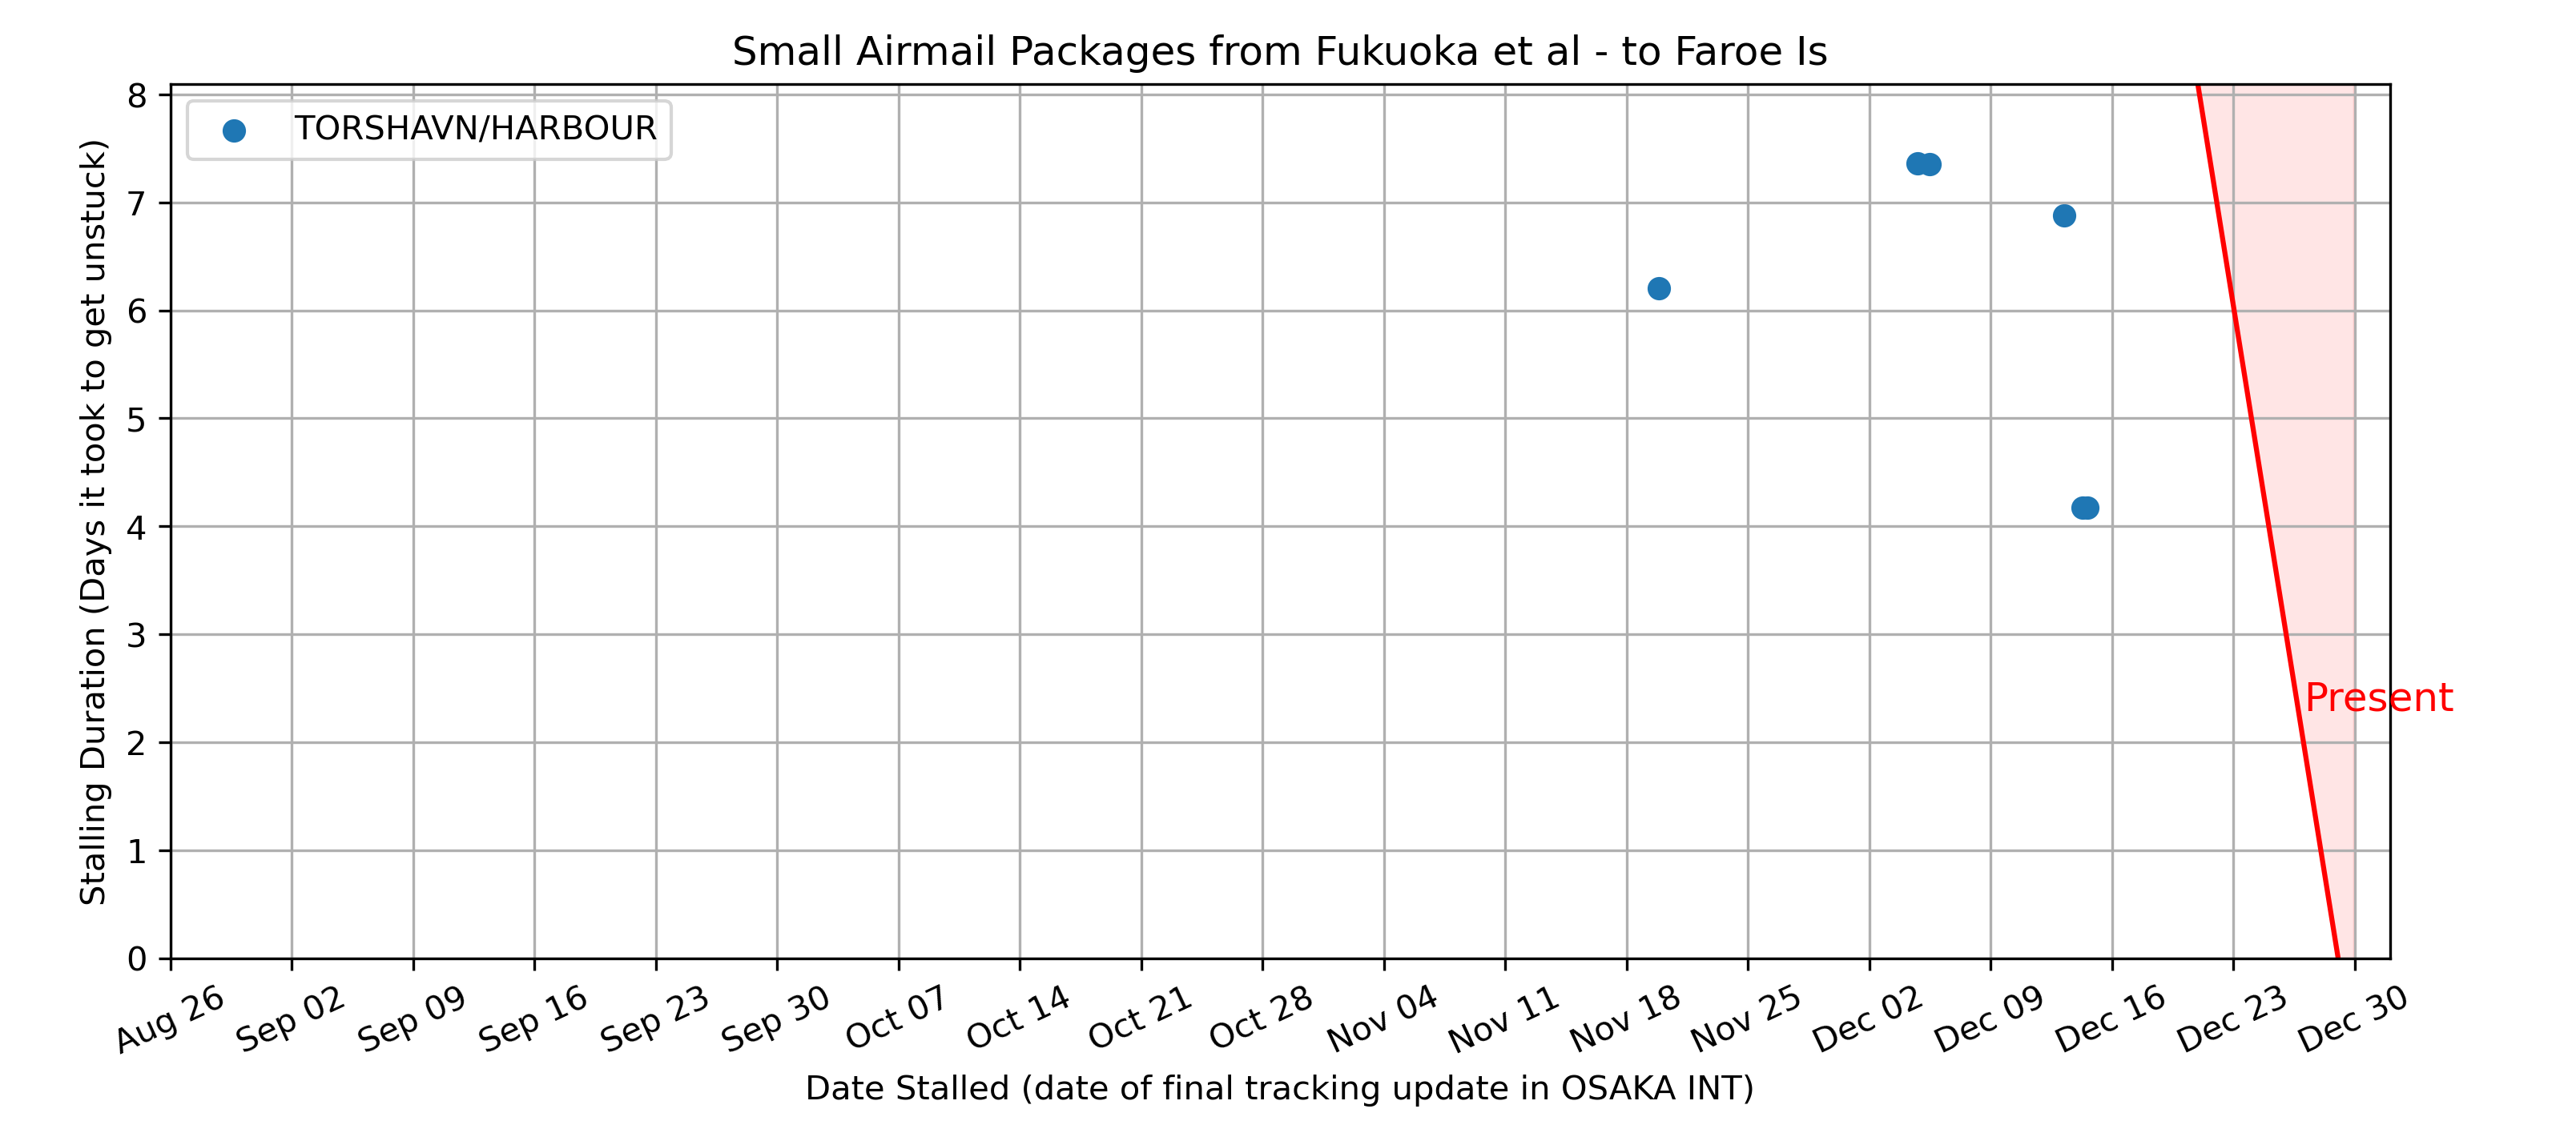 Small Airmail Packages from Fukuoka et al - to Faroe Is
TORSHAVN/HARBOUR
Stalling Duration (Days it took to get unstuck)
8
7
6
5
4
3
2
1
0
Present
Aug 26 Sep 02 Sep 09 Sep 16 Sep 23 Sep 30 Oct 07 Oct 14 Oct 21 Oct 28 Nov 04 Nov 11 Nov 18 Nov 25 Dec 02 Dec 09 Dec 16 Dec 23 Dec 30
Date Stalled (date of final tracking update in OSAKA INT)